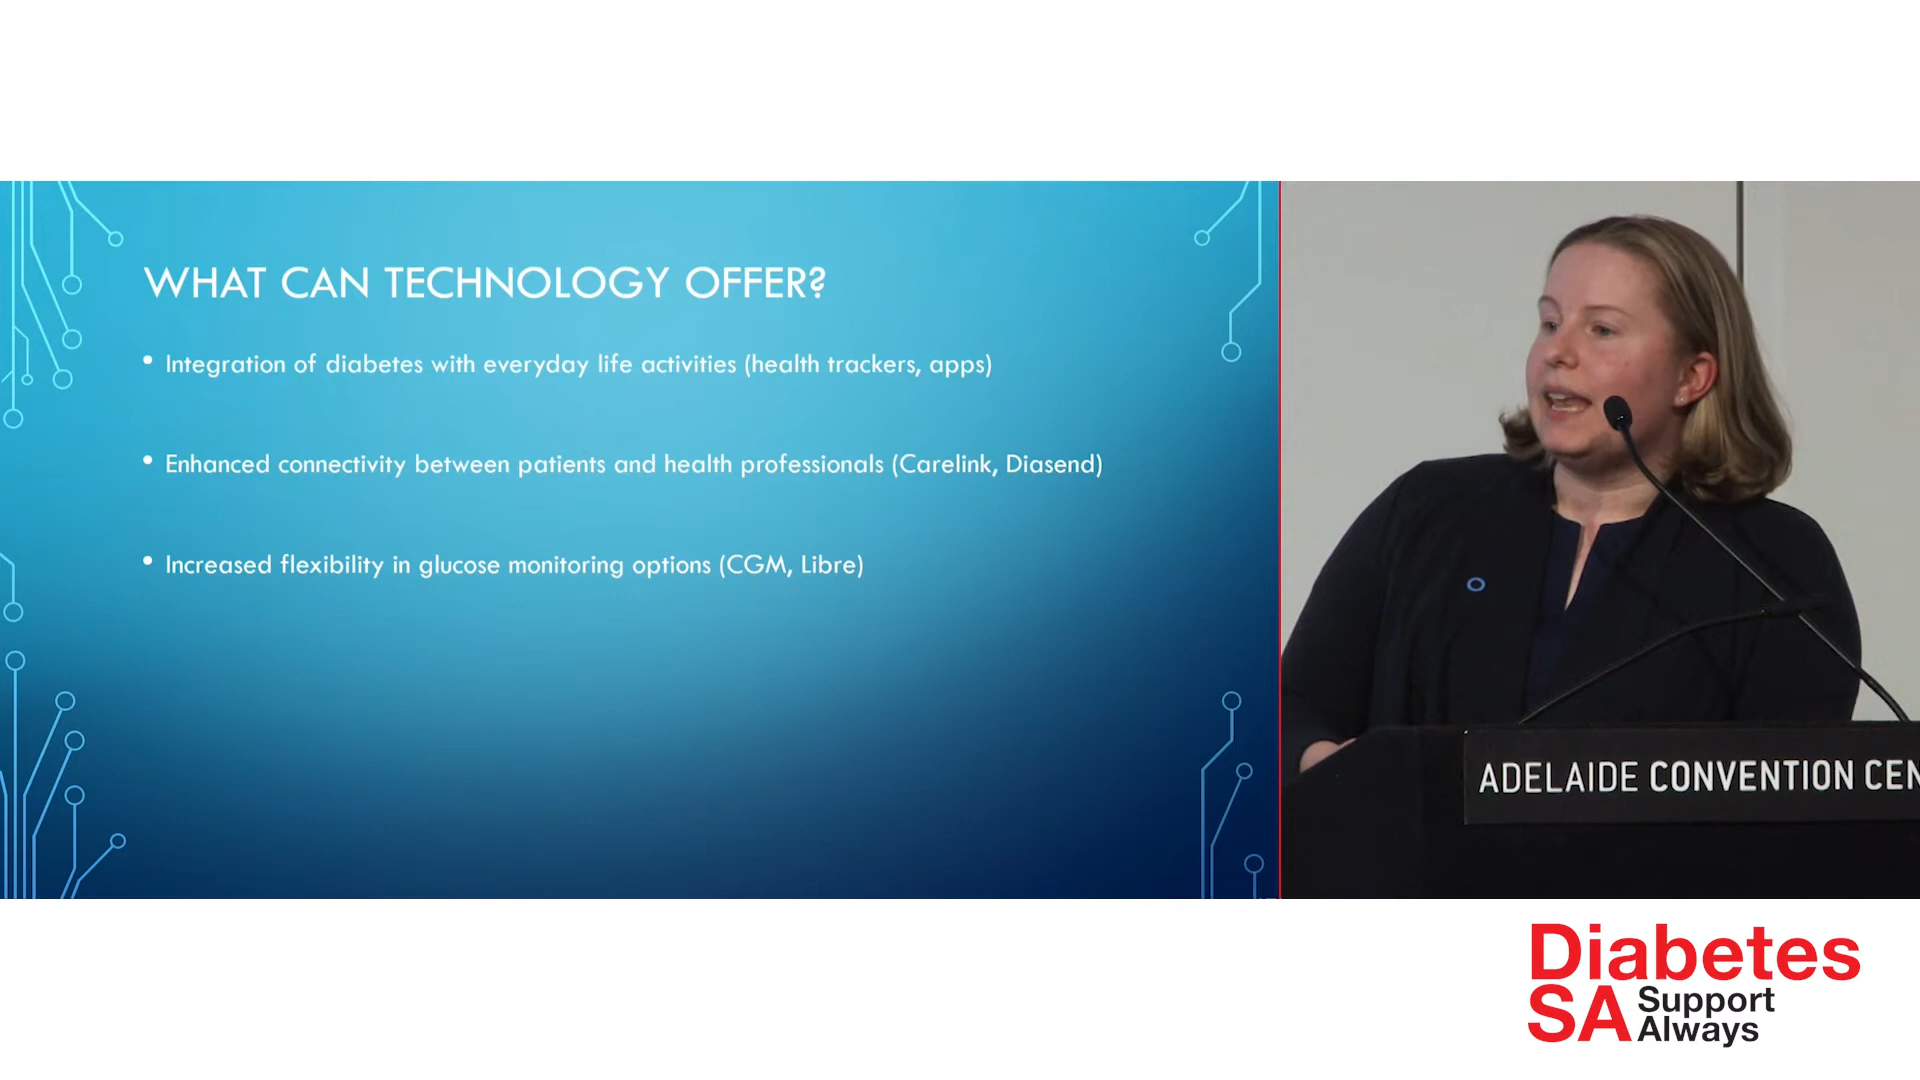 WHAT CAN TECHNOLOGY OFFER?
• Integration of diabetes with everyday life activities (health trackers, apps)
• Enhanced connectivity between patients and health professionals (Carelink, Diasend)
• Increased flexibility in glucose monitoring options (CGM, Libre)
ADELAIDE CONVENTION CEN
Diabetes
SA Support
Always